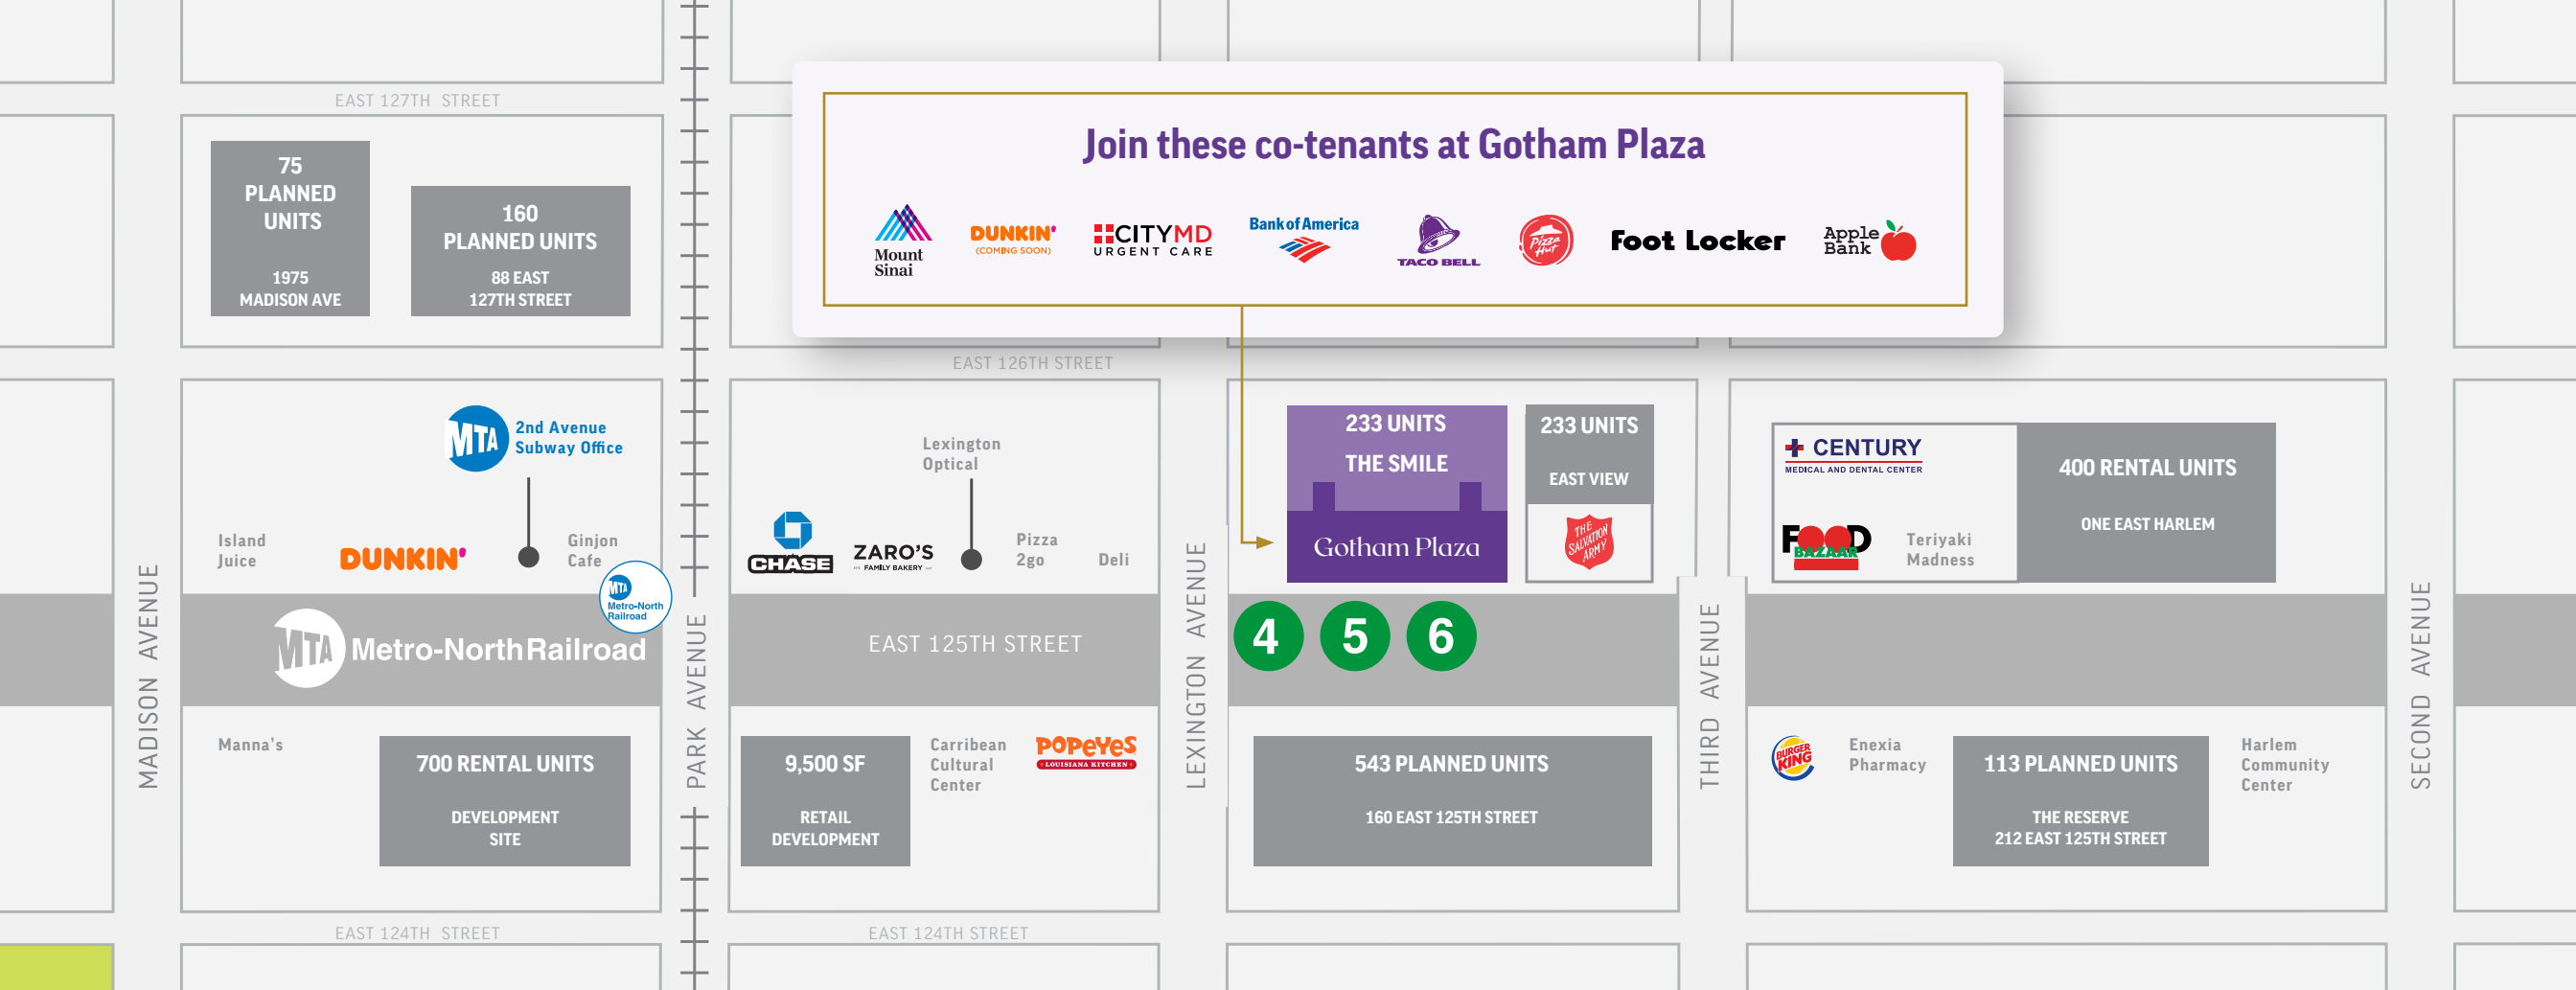 EAST 127TH STREET
75
PLANNED
UNITS
1975
MADISON AVE
160
PLANNED UNITS
88 EAST
127TH STREET
Join these co-tenants at Gotham Plaza
Mount
Sinai
DUNKIN'
(COMING SOON)
CITYMD
URGENT CARE
Bank of America
TACO BELL
Pizza
Hut
Foot Locker
Apple
Bank
EAST 126TH STREET
MTA
2nd Avenue
Subway Office
Island
Juice
DUNKIN'
Ginjon
Cafe
MTA
Metro-North
Railroad
Lexington
Optical
CHASE
ZARO'S
FAMILY BAKERY
Pizza
2go
Deli
233 UNITS
THE SMILE
Gotham Plaza
233 UNITS
EAST VIEW
THE
SALVATION
ARMY
CENTURY
MEDICAL AND DENTAL CENTER
FOOD
BAZAAR
Teriyaki
Madness
400 RENTAL UNITS
ONE EAST HARLEM
MADISON AVENUE
MTA Metro-North Railroad
PARK AVENUE
EAST 125TH STREET
LEXINGTON AVENUE
4 5 6
THIRD AVENUE
SECOND AVENUE
Manna's
700 RENTAL UNITS
DEVELOPMENT
SITE
9,500 SF
RETAIL
DEVELOPMENT
Carribean
Cultural
Center
POPEYES
LOUISIANA KITCHEN
543 PLANNED UNITS
160 EAST 125TH STREET
BURGER
KING
Enexia
Pharmacy
113 PLANNED UNITS
THE RESERVE
212 EAST 125TH STREET
Harlem
Community
Center
EAST 124TH STREET
EAST 124TH STREET